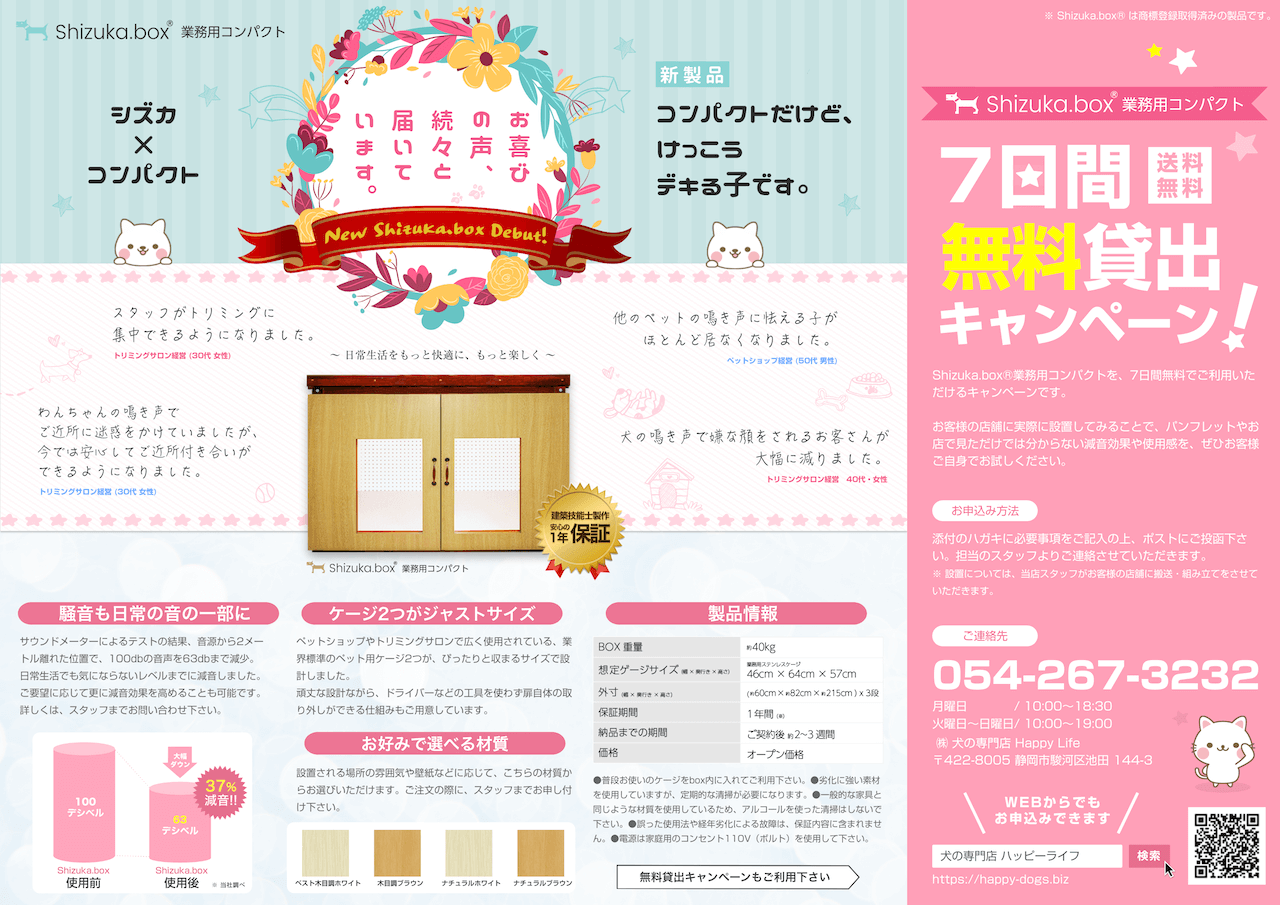 Shizuka.box® 業務用コンパクト
シズカ
×
コンパクト
お喜び
の声、
続々と
届いて
います。
New Shizuka.box Debut!
新製品
コンパクトだけど、
けっこう
デキる子です。
スタッフがトリミングに
集中できるようになりました。
トリミングサロン経営 (30代 女性)
他のペットの鳴き声に怯える子が
ほとんど居なくなりました。
ペットショップ経営 (50代 男性)
〜 日常生活をもっと快適に、もっと楽しく 〜
わんちゃんの鳴き声で
ご近所に迷惑をかけていましたが、
今では安心してご近所付き合いが
できるようになりました。
トリミングサロン経営 (30代 女性)
犬の鳴き声で嫌な顔をされるお客さんが
大幅に減りました。
トリミングサロン経営 40代・女性
建築技能士製作
安心の
1年 保証
Shizuka.box® 業務用コンパクト
騒音も日常の音の一部に
サウンドメーターによるテストの結果、音源から2メー
トル離れた位置で、100dbの音声を63dbまで減少。
日常生活でも気にならないレベルまでに減音しました。
ご要望に応じて更に減音効果を高めることも可能です。
詳しくは、スタッフまでお問い合わせ下さい。
大幅
ダウン
37%
減音!!
100
デシベル
63
デシベル
Shizuka.box
使用前
Shizuka.box
使用後
※ 当社調べ
ケージ2つがジャストサイズ
ペットショップやトリミングサロンで広く使用されている、業
界標準のペット用ケージ2つが、ぴったりと収まるサイズで設
計しました。
頑丈な設計ながら、ドライバーなどの工具を使わず扉自体の取
り外しができる仕組みもご用意しています。
お好みで選べる材質
設置される場所の雰囲気や壁紙などに応じて、こちらの材質か
らお選びいただけます。ご注文の際に、スタッフまでお申し付
け下さい。
ベスト木目調ホワイト
木目調ブラウン
ナチュラルホワイト
ナチュラルブラウン
製品情報
BOX 重量 約40kg
想定ゲージサイズ (幅 × 奥行き × 高さ) 業務用ステンレスケージ
46cm × 64cm × 57cm
外寸 (幅 × 奥行き × 高さ) (約60cm×約82cm×約215cm) x 3段
保証期間 1年間 (※)
納品までの期間 ご契約後 約2~3 週間
価格 オープン価格
●普段お使いのケージをbox内に入れてご利用下さい。●劣化に強い素材
を使用していますが、定期的な清掃が必要になります。●一般的な家具と
同じような材質を使用しているため、アルコールを使った清掃はしないで
下さい。●誤った使用法や経年劣化による故障は、保証内容に含まれませ
ん。●電源は家庭用のコンセント110V（ボルト）を使用して下さい。
無料貸出キャンペーンもご利用下さい
※ Shizuka.box® は商標登録取得済みの製品です。
Shizuka.box® 業務用コンパクト
7日間
送料
無料
無料貸出
キャンペーン!
Shizuka.box®業務用コンパクトを、7日間無料でご利用いた
だけるキャンペーンです。
お客様の店舗に実際に設置してみることで、パンフレットやお
店で見ただけでは分からない減音効果や使用感を、ぜひお客様
ご自身でお試しください。
お申込み方法
添付のハガキに必要事項をご記入の上、ポストにご投函下さ
い。担当のスタッフよりご連絡させていただきます。
※ 設置については、当店スタッフがお客様の店舗に搬送・組み立てをさせて
いただきます。
ご連絡先
054-267-3232
月曜日 / 10:00〜18:30
火曜日〜日曜日/ 10:00〜19:00
㈱ 犬の専門店 Happy Life
〒422-8005 静岡市駿河区池田 144-3
WEBからでも
お申込みできます
犬の専門店 ハッピーライフ
検索
https://happy-dogs.biz